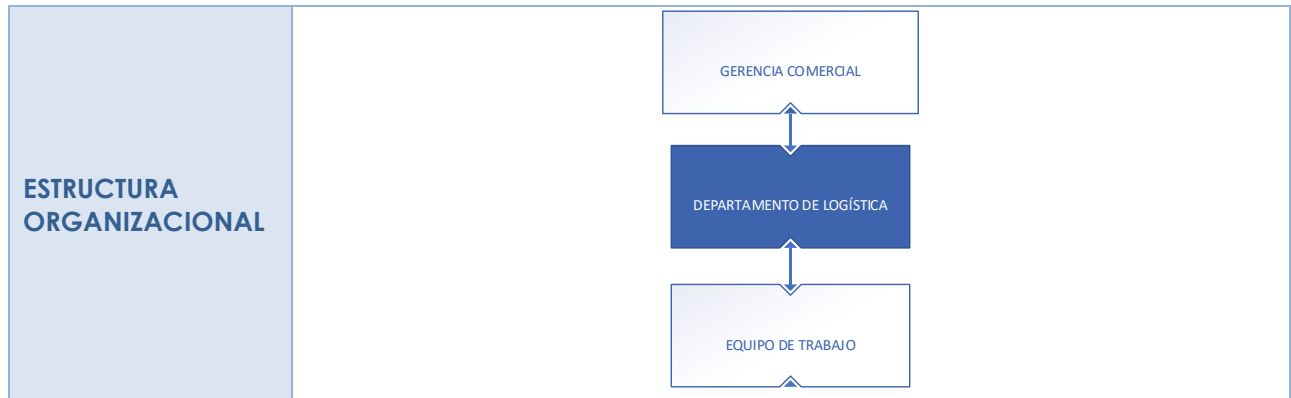 ESTRUCTURA
ORGANIZACIONAL
GERENCIA COMERCIAL
DEPARTAMENTO DE LOGÍSTICA
EQUIPO DE TRABAJO